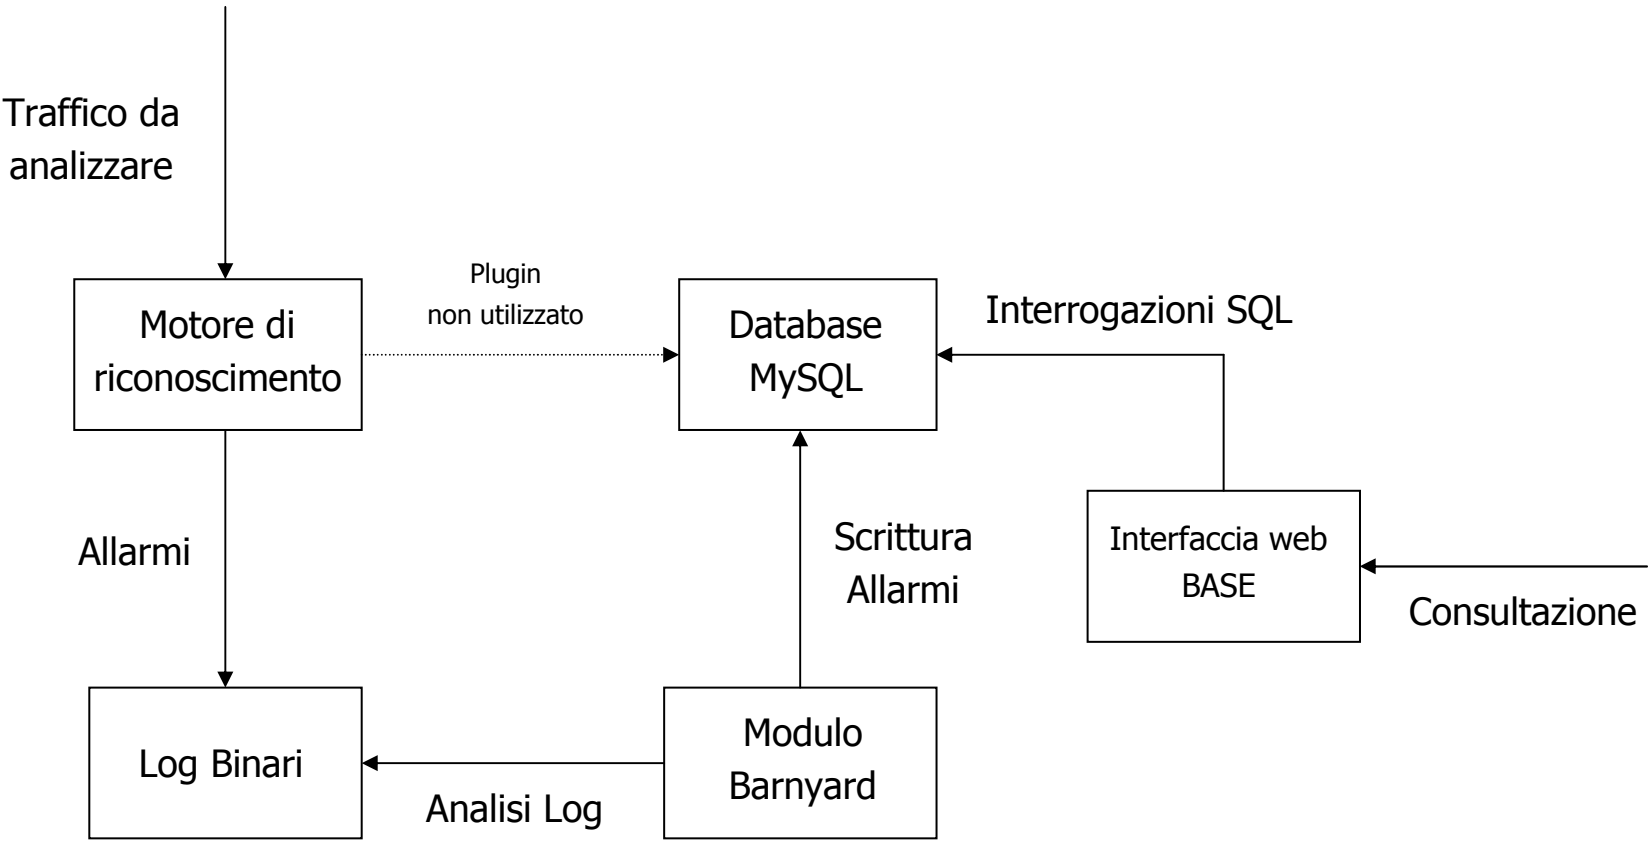 Traffico da
analizzare
Plugin
non utilizzato
Motore di
riconoscimento
Database
MySQL
Interrogazioni SQL
Allarmi
Scrittura
Allarmi
Interfaccia web
BASE
Consultazione
Log Binari
Analisi Log
Modulo
Barnyard